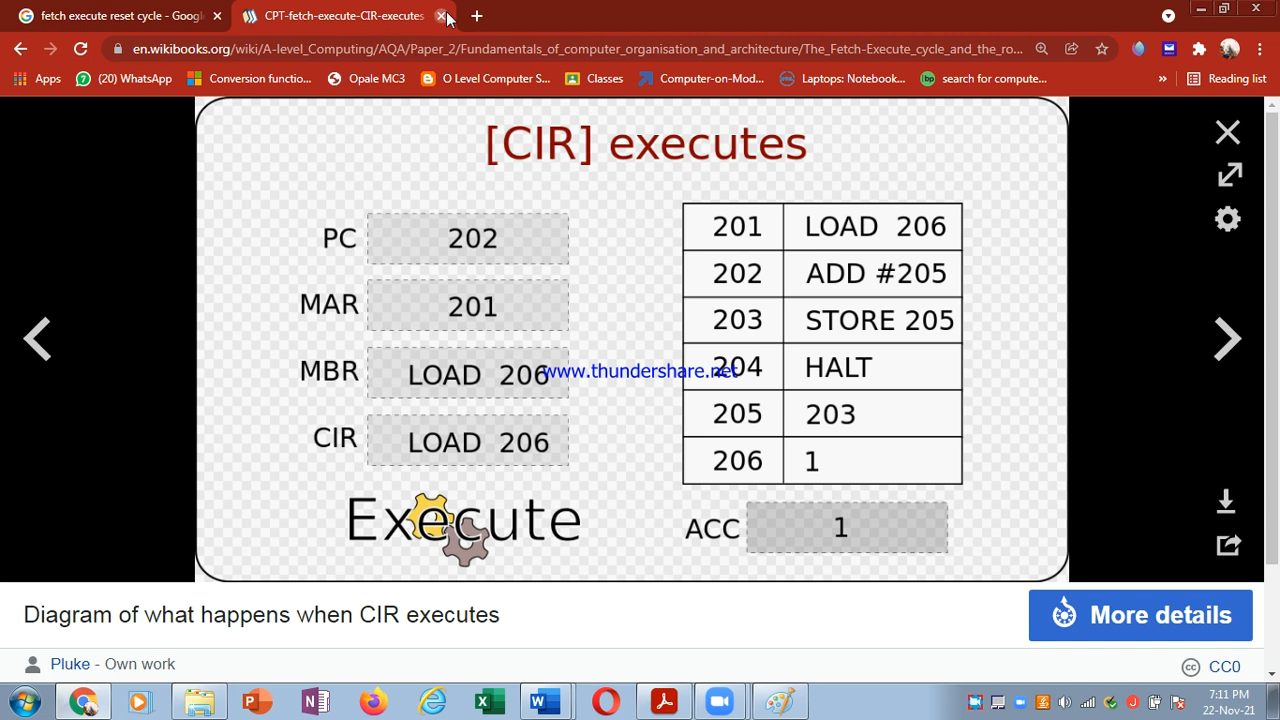 fetch execute reset cycle - Googl
CPT-fetch-execute-CIR-executes
en.wikibooks.org/wiki/A-level_Computing/AQA/Paper_2/Fundamentals_of_computer_organisation_and_architecture/The_Fetch-Execute_cycle_and_the_ro...
Apps
(20) WhatsApp
Conversion functio...
Opale MC3
O Level Computer S...
Classes
Computer-on-Mod...
Laptops: Notebook...
search for compute...
»
Reading list
[CIR] executes
PC 202
MAR 201
MBR LOAD 206
CIR LOAD 206
Execute
201 LOAD 206
202 ADD #205
203 STORE 205
204 HALT
205 203
206 1
ACC 1
www.thundershare.net
Diagram of what happens when CIR executes
More details
Pluke - Own work
CC0
7:11 PM
22-Nov-21